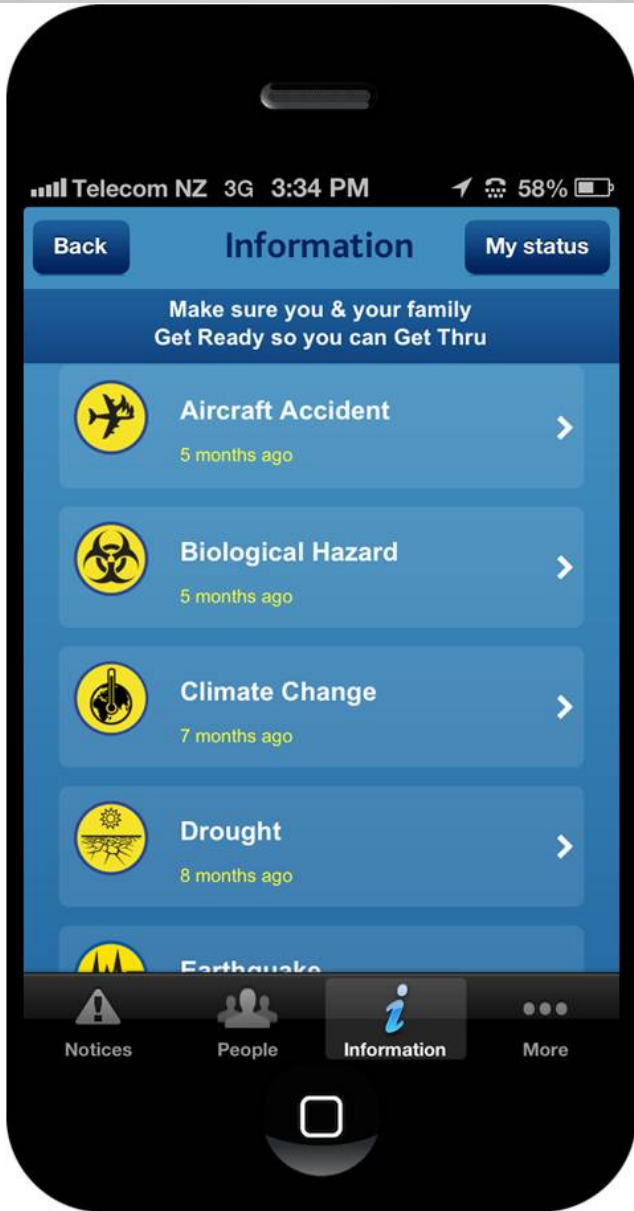 Telecom NZ 3G 3:34 PM 58%
Back Information My status
Make sure you & your family
Get Ready so you can Get Thru
Aircraft Accident
5 months ago
Biological Hazard
5 months ago
Climate Change
7 months ago
Drought
8 months ago
Earthquake
Notices People Information More